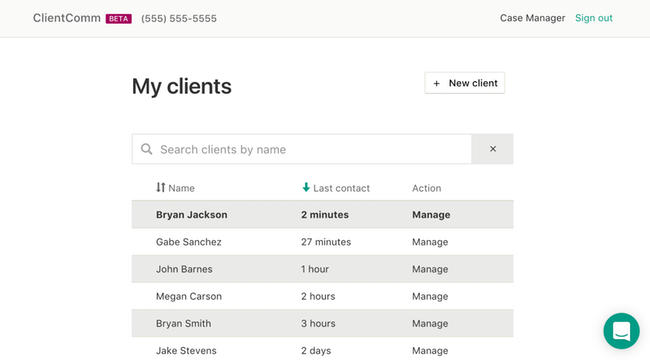 ClientComm BETA (555) 555-5555 Case Manager Sign out
My clients + New client
Search clients by name ×
Name Last contact Action
Bryan Jackson 2 minutes Manage
Gabe Sanchez 27 minutes Manage
John Barnes 1 hour Manage
Megan Carson 2 hours Manage
Bryan Smith 3 hours Manage
Jake Stevens 2 days Manage